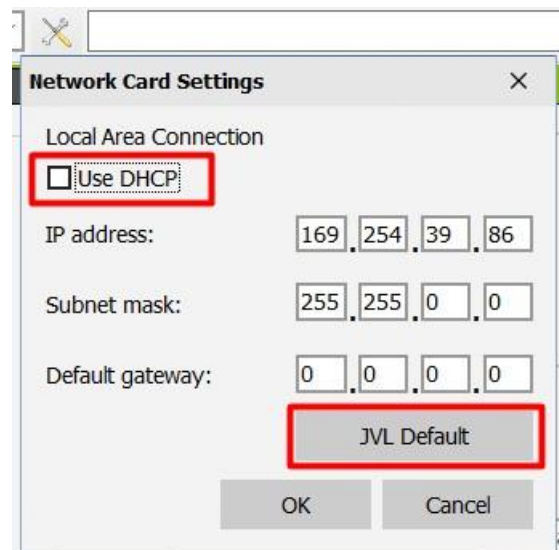 Network Card Settings
Local Area Connection
Use DHCP
IP address: 169.254.39.86
Subnet mask: 255.255.0.0
Default gateway: 0.0.0.0
JVL Default
OK Cancel